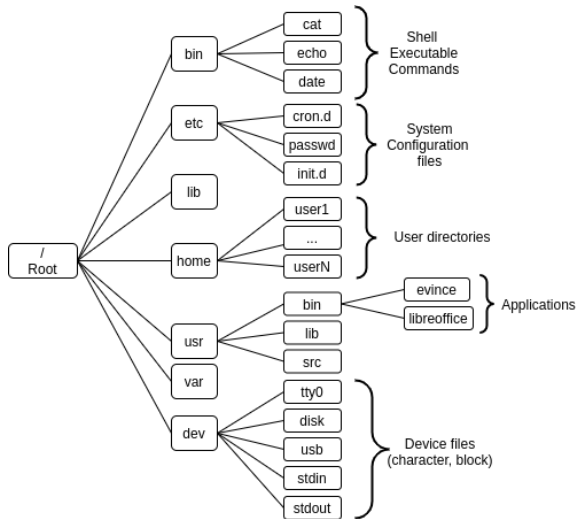 /
Root
bin
cat
echo
date
Shell
Executable
Commands
etc
cron.d
passwd
init.d
System
Configuration
files
lib
home
user1
...
userN
User directories
usr
bin
evince
libreoffice
Applications
lib
src
var
dev
tty0
disk
usb
stdin
stdout
Device files
(character, block)